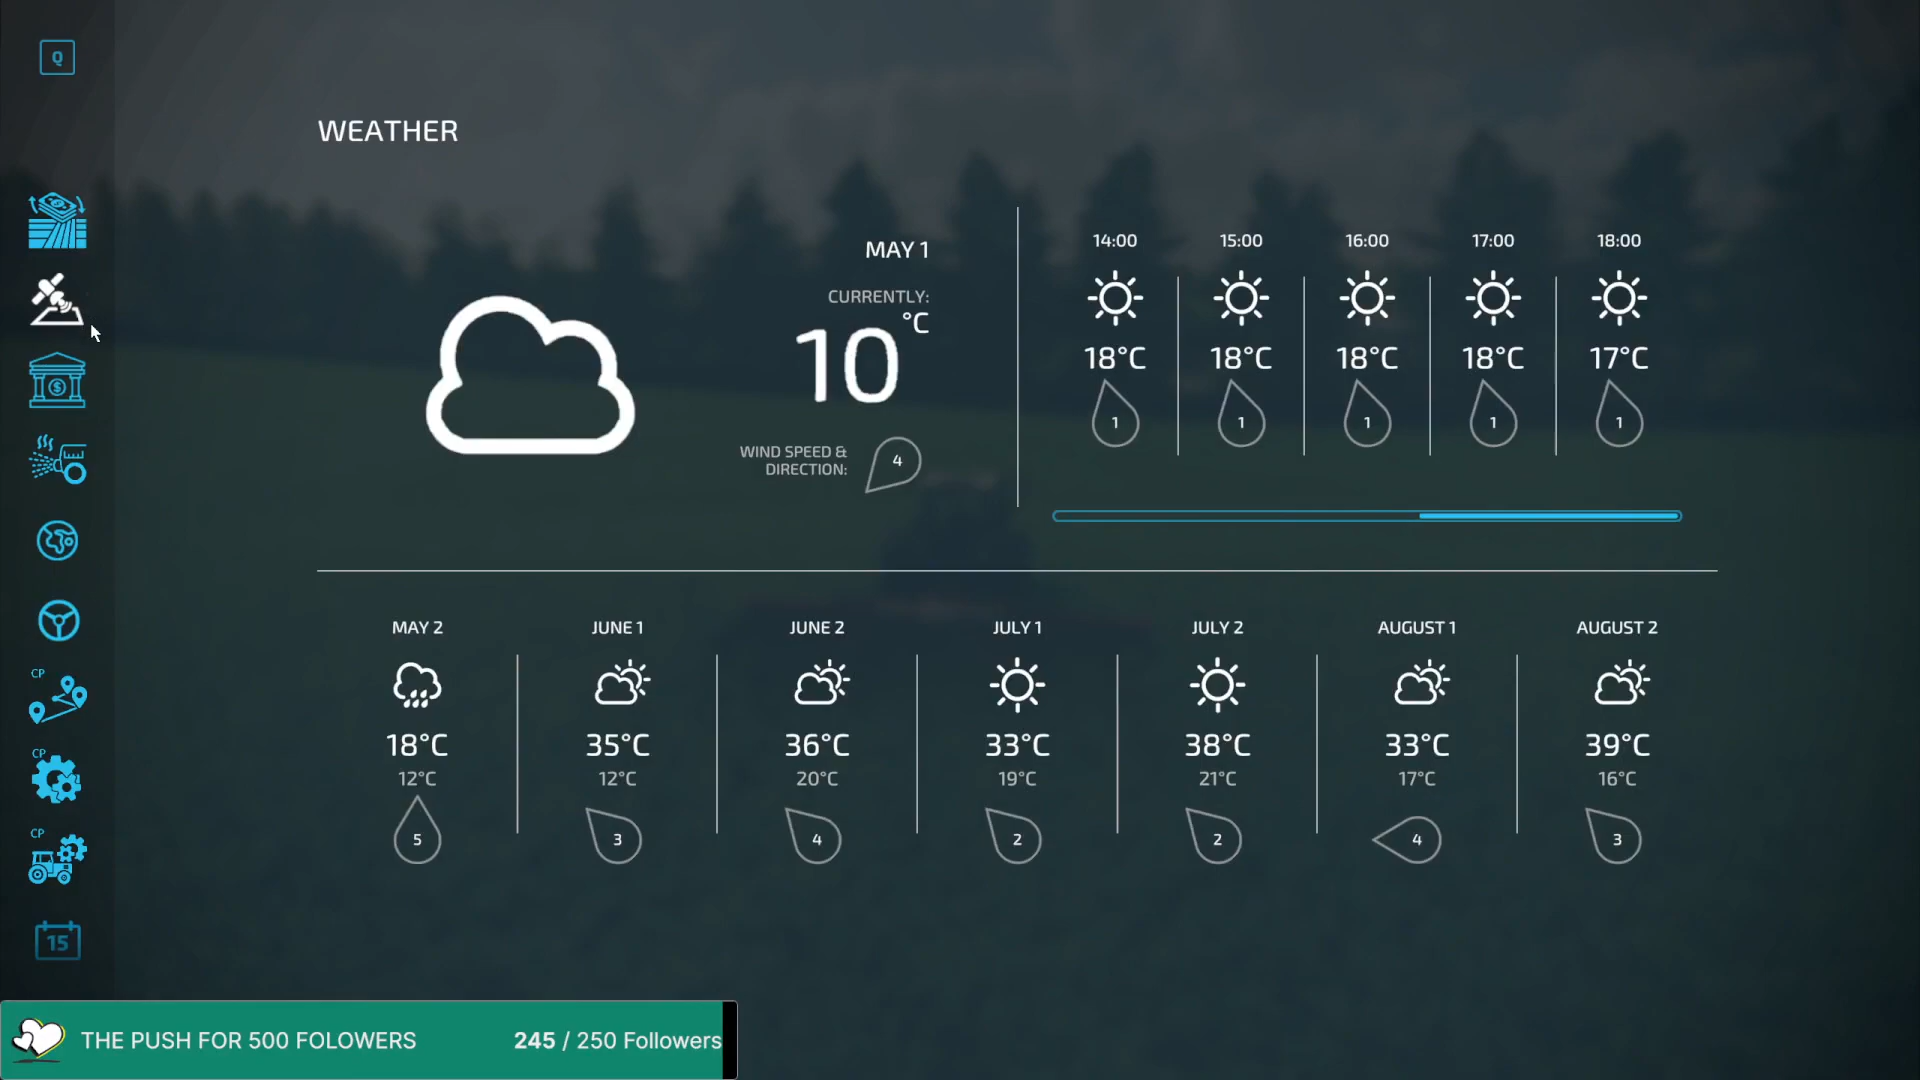 Q
WEATHER
MAY 1
CURRENTLY:
10 °C
WIND SPEED &
DIRECTION:
4
14:00 15:00 16:00 17:00 18:00
18°C 18°C 18°C 18°C 17°C
1 1 1 1 1
MAY 2 JUNE 1 JUNE 2 JULY 1 JULY 2 AUGUST 1 AUGUST 2
18°C 35°C 36°C 33°C 38°C 33°C 39°C
12°C 12°C 20°C 19°C 21°C 17°C 16°C
5 3 4 2 2 4 3
$
CP
CP
CP
15
THE PUSH FOR 500 FOLOWERS 245 / 250 Followers